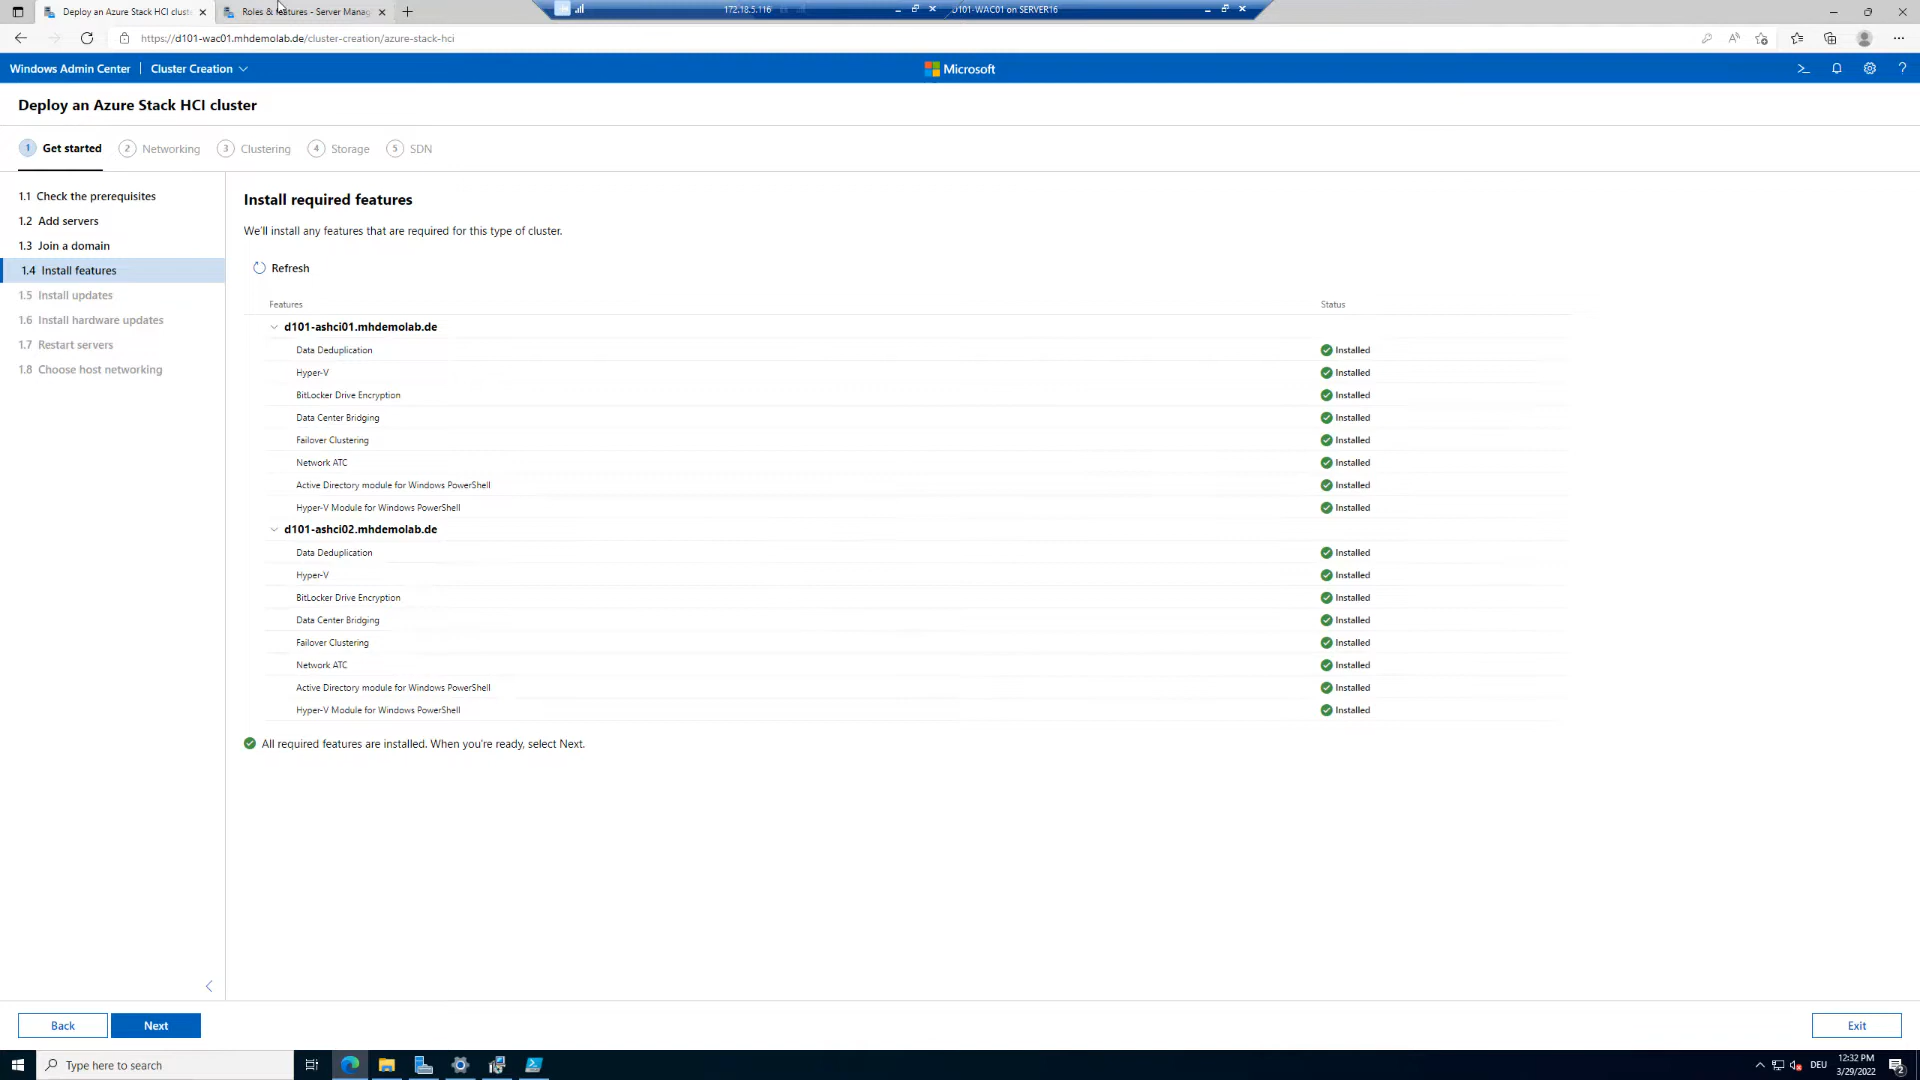 Deploy an Azure Stack HCI cluste
Roles & features - Server Manag
172.18.5.116
D101-WAC01 on SERVER16
https://d101-wac01.mhdemolab.de/cluster-creation/azure-stack-hci
Windows Admin Center
Cluster Creation
Microsoft
Deploy an Azure Stack HCI cluster
1 Get started
2 Networking
3 Clustering
4 Storage
5 SDN
1.1 Check the prerequisites
1.2 Add servers
1.3 Join a domain
1.4 Install features
1.5 Install updates
1.6 Install hardware updates
1.7 Restart servers
1.8 Choose host networking
Install required features
We'll install any features that are required for this type of cluster.
Refresh
Features Status
d101-ashci01.mhdemolab.de
Data Deduplication Installed
Hyper-V Installed
BitLocker Drive Encryption Installed
Data Center Bridging Installed
Failover Clustering Installed
Network ATC Installed
Active Directory module for Windows PowerShell Installed
Hyper-V Module for Windows PowerShell Installed
d101-ashci02.mhdemolab.de
Data Deduplication Installed
Hyper-V Installed
BitLocker Drive Encryption Installed
Data Center Bridging Installed
Failover Clustering Installed
Network ATC Installed
Active Directory module for Windows PowerShell Installed
Hyper-V Module for Windows PowerShell Installed
All required features are installed. When you're ready, select Next.
Back
Next
Exit
Type here to search
DEU
12:32 PM
3/29/2022
2